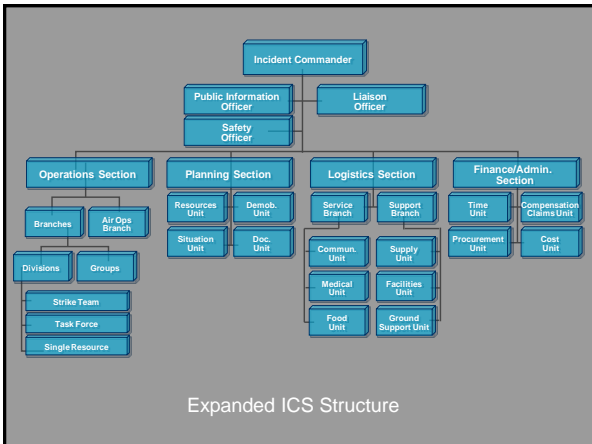 Incident Commander
Public Information
Officer
Liaison
Officer
Safety
Officer
Operations Section
Planning Section
Logistics Section
Finance/Admin.
Section
Branches
Air Ops
Branch
Divisions
Groups
Strike Team
Task Force
Single Resource
Resources
Unit
Demob.
Unit
Situation
Unit
Doc.
Unit
Service
Branch
Support
Branch
Commun.
Unit
Supply
Unit
Medical
Unit
Facilities
Unit
Food
Unit
Ground
Support Unit
Time
Unit
Compensation
Claims Unit
Procurement
Unit
Cost
Unit
Expanded ICS Structure